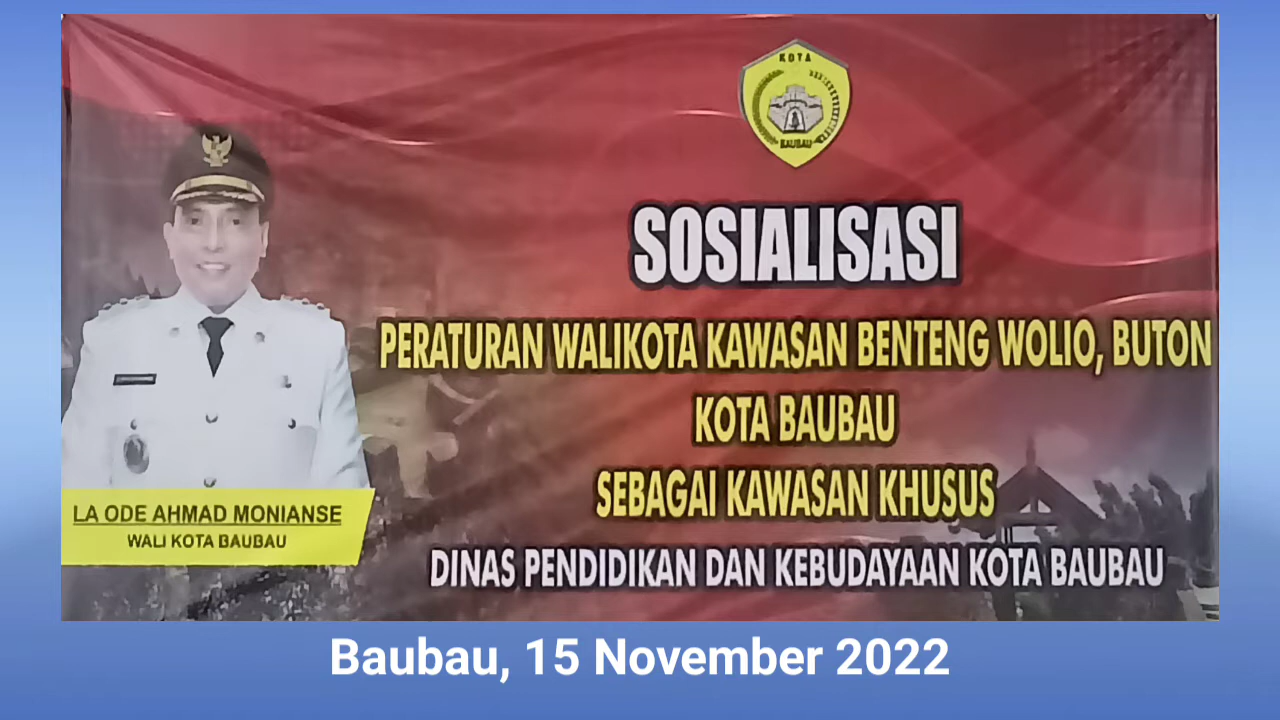 KOTA
BAUBAU
SOSIALISASI
PERATURAN WALIKOTA KAWASAN BENTENG WOLIO, BUTON
KOTA BAUBAU
SEBAGAI KAWASAN KHUSUS
DINAS PENDIDIKAN DAN KEBUDAYAAN KOTA BAUBAU
LA ODE AHMAD MONIANSE
WALI KOTA BAUBAU
Baubau, 15 November 2022